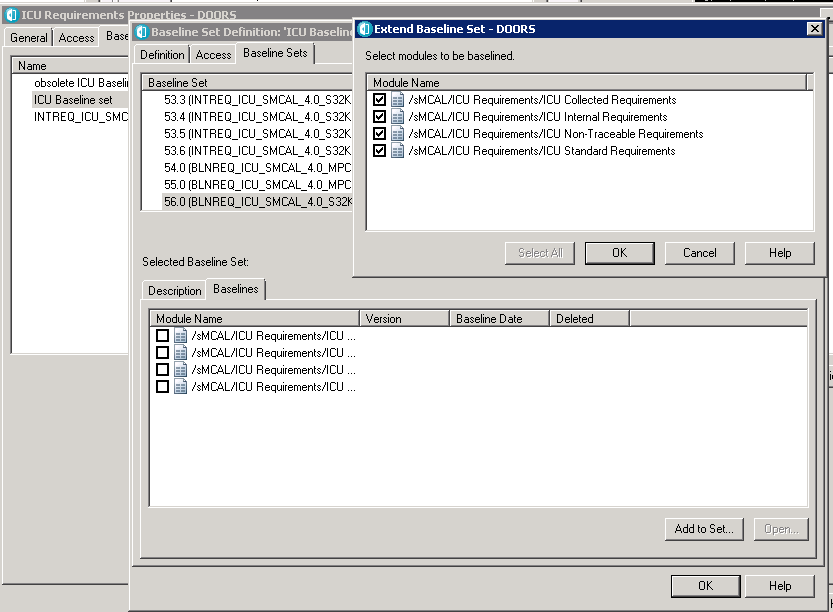 ICU Requirements Properties - DOORS
General Access Base
Name
obsolete ICU Baselin
ICU Baseline set
INTREQ_ICU_SMC
Baseline Set Definition: 'ICU Baseline
Definition Access Baseline Sets
Baseline Set
53.3 (INTREQ_ICU_SMCAL_4.0_S32K
53.4 (INTREQ_ICU_SMCAL_4.0_S32K
53.5 (INTREQ_ICU_SMCAL_4.0_S32K
53.6 (INTREQ_ICU_SMCAL_4.0_S32K
54.0 (BLNREQ_ICU_SMCAL_4.0_MPC
55.0 (BLNREQ_ICU_SMCAL_4.0_MPC
56.0 (BLNREQ_ICU_SMCAL_4.0_S32K
Extend Baseline Set - DOORS
Select modules to be baselined.
Module Name
/sMCAL/ICU Requirements/ICU Collected Requirements
/sMCAL/ICU Requirements/ICU Internal Requirements
/sMCAL/ICU Requirements/ICU Non-Traceable Requirements
/sMCAL/ICU Requirements/ICU Standard Requirements
Select All OK Cancel Help
Selected Baseline Set:
Description Baselines
Module Name Version Baseline Date Deleted
/sMCAL/ICU Requirements/ICU ...
/sMCAL/ICU Requirements/ICU ...
/sMCAL/ICU Requirements/ICU ...
/sMCAL/ICU Requirements/ICU ...
Add to Set... Open...
OK Help